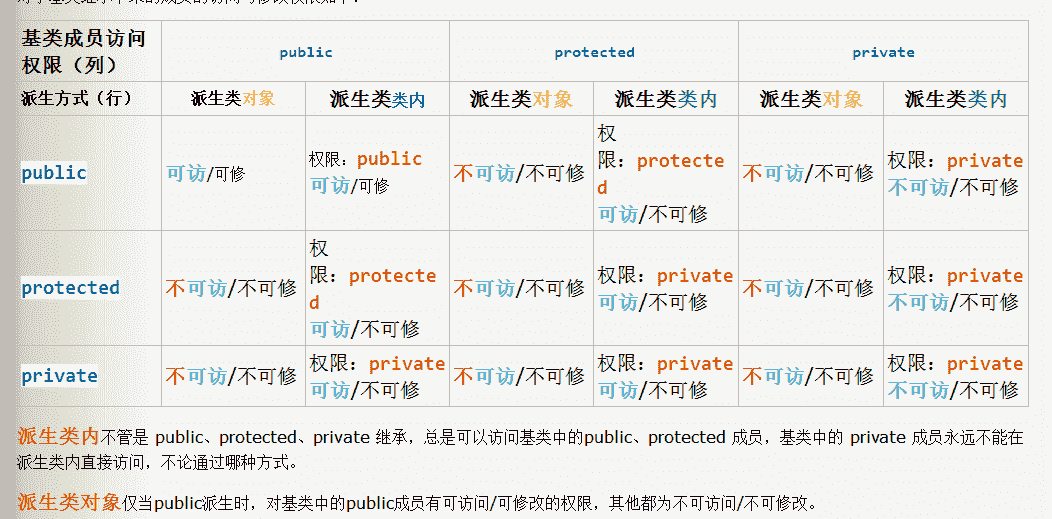 基类成员访问
权限（列）
public
protected
private
派生方式（行）
派生类对象
派生类类内
派生类对象
派生类类内
派生类对象
派生类类内
public
可访/可修
权限：public
可访/可修
不可访/不可修
权
限：protecte
d
可访/不可修
不可访/不可修
权限：private
不可访/不可修
protected
不可访/不可修
权
限：protecte
d
可访/不可修
不可访/不可修
权限：private
可访/不可修
不可访/不可修
权限：private
不可访/不可修
private
不可访/不可修
权限：private
可访/不可修
不可访/不可修
权限：private
可访/不可修
不可访/不可修
权限：private
不可访/不可修
派生类内不管是 public、protected、private 继承，总是可以访问基类中的public、protected 成员，基类中的 private 成员永远不能在
派生类内直接访问，不论通过哪种方式。
派生类对象仅当public派生时，对基类中的public成员有可访问/可修改的权限，其他都为不可访问/不可修改。